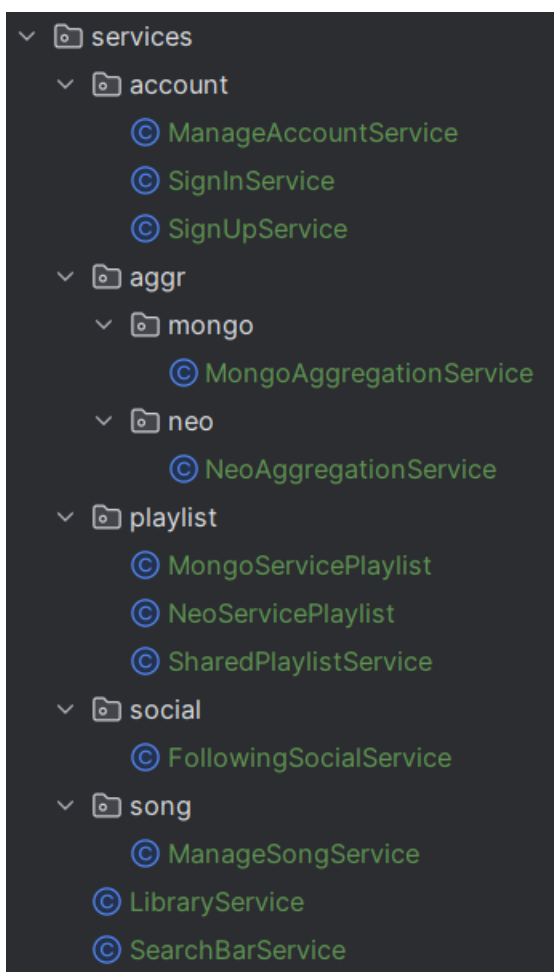 services
account
ManageAccountService
SignInService
SignUpService
aggr
mongo
MongoAggregationService
neo
NeoAggregationService
playlist
MongoServicePlaylist
NeoServicePlaylist
SharedPlaylistService
social
FollowingSocialService
song
ManageSongService
LibraryService
SearchBarService